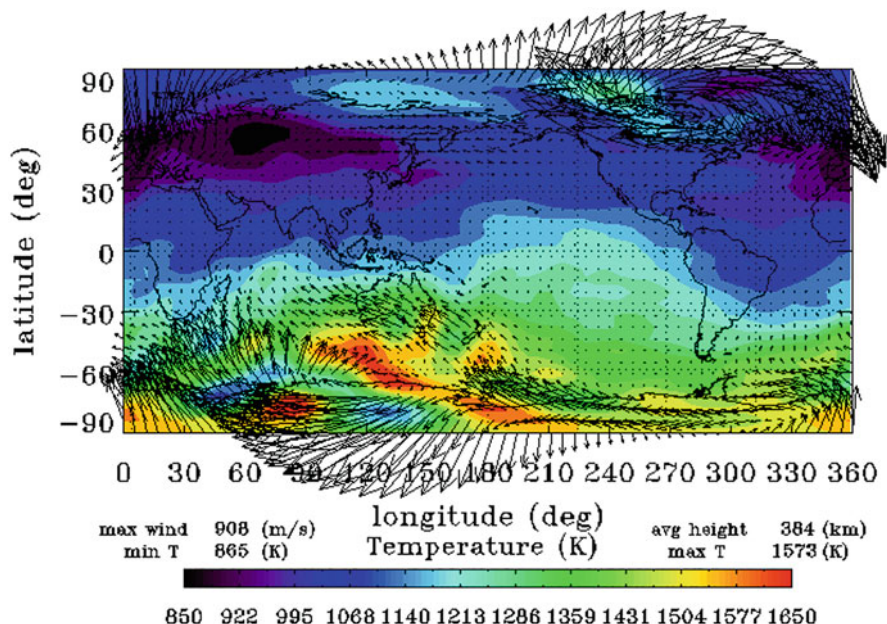 90
60
30
0
−30
−60
−90
latitude (deg)
0 30 60 90 120 150 180 210 240 270 300 330 360
longitude (deg)
max wind 908 (m/s) avg height 384 (km)
min T 865 (K) Temperature (K) max T 1573 (K)
850 922 995 1068 1140 1213 1286 1359 1431 1504 1577 1650